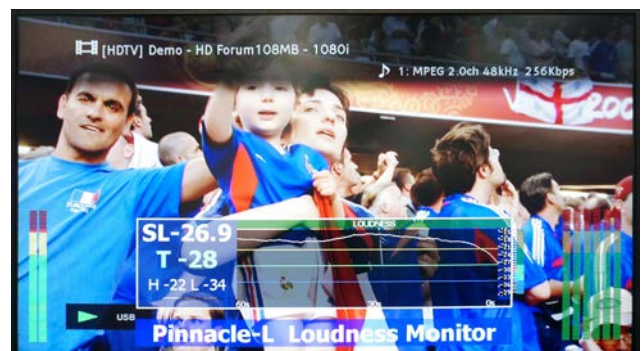 [HDTV] Demo - HD Forum108MB - 1080i
1: MPEG 2.0ch 48kHz 256Kbps
200
LOUDNESS
SL-26.9
T -28
H -22 L -34
60s
30s
0s
USB
Pinnacle-L Loudness Monitor